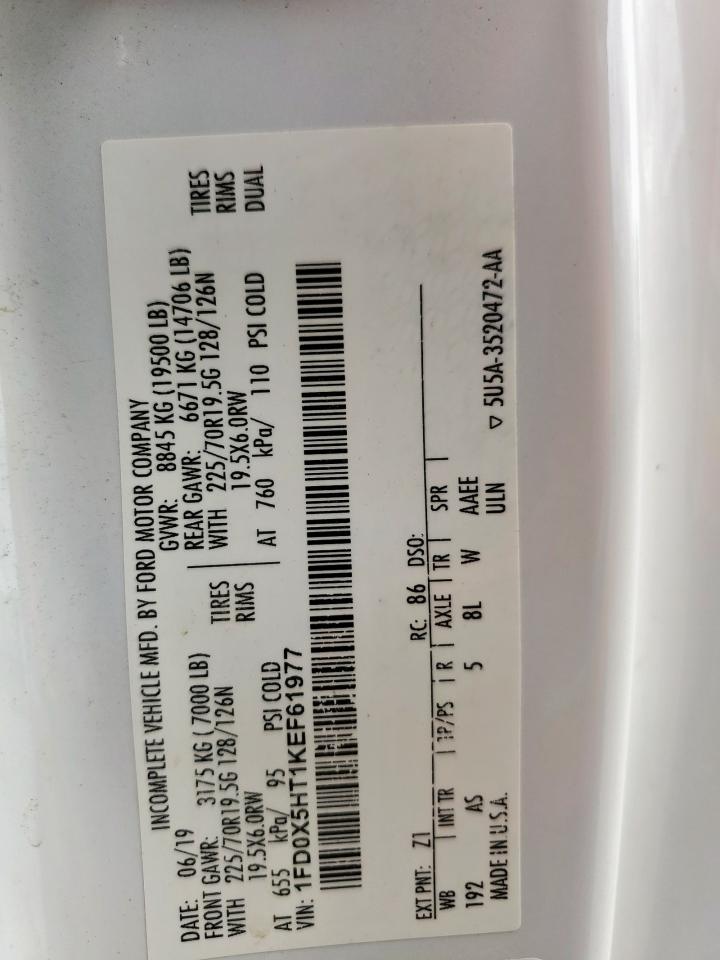 INCOMPLETE VEHICLE MFD. BY FORD MOTOR COMPANY
DATE: 06/19 GVWR: 8845 KG (19500 LB)
FRONT GAWR: 3175 KG (7000 LB) REAR GAWR: 6671 KG (14706 LB)
WITH 225/70R19.5G 128/126N TIRES WITH 225/70R19.5G 128/126N TIRES
19.5X6.0RW RIMS 19.5X6.0RW RIMS
AT 655 kPa/ 95 PSI COLD AT 760 kPa/ 110 PSI COLD DUAL
VIN: 1FD0X5HT1KEF61977
EXT PNT: Z1 RC: 86 DSO:
WB INT TR TP/PS R AXLE TR SPR
192 AS 5 8L W AAEE
MADE IN U.S.A. ULN ▽ 5U5A-3520472-AA